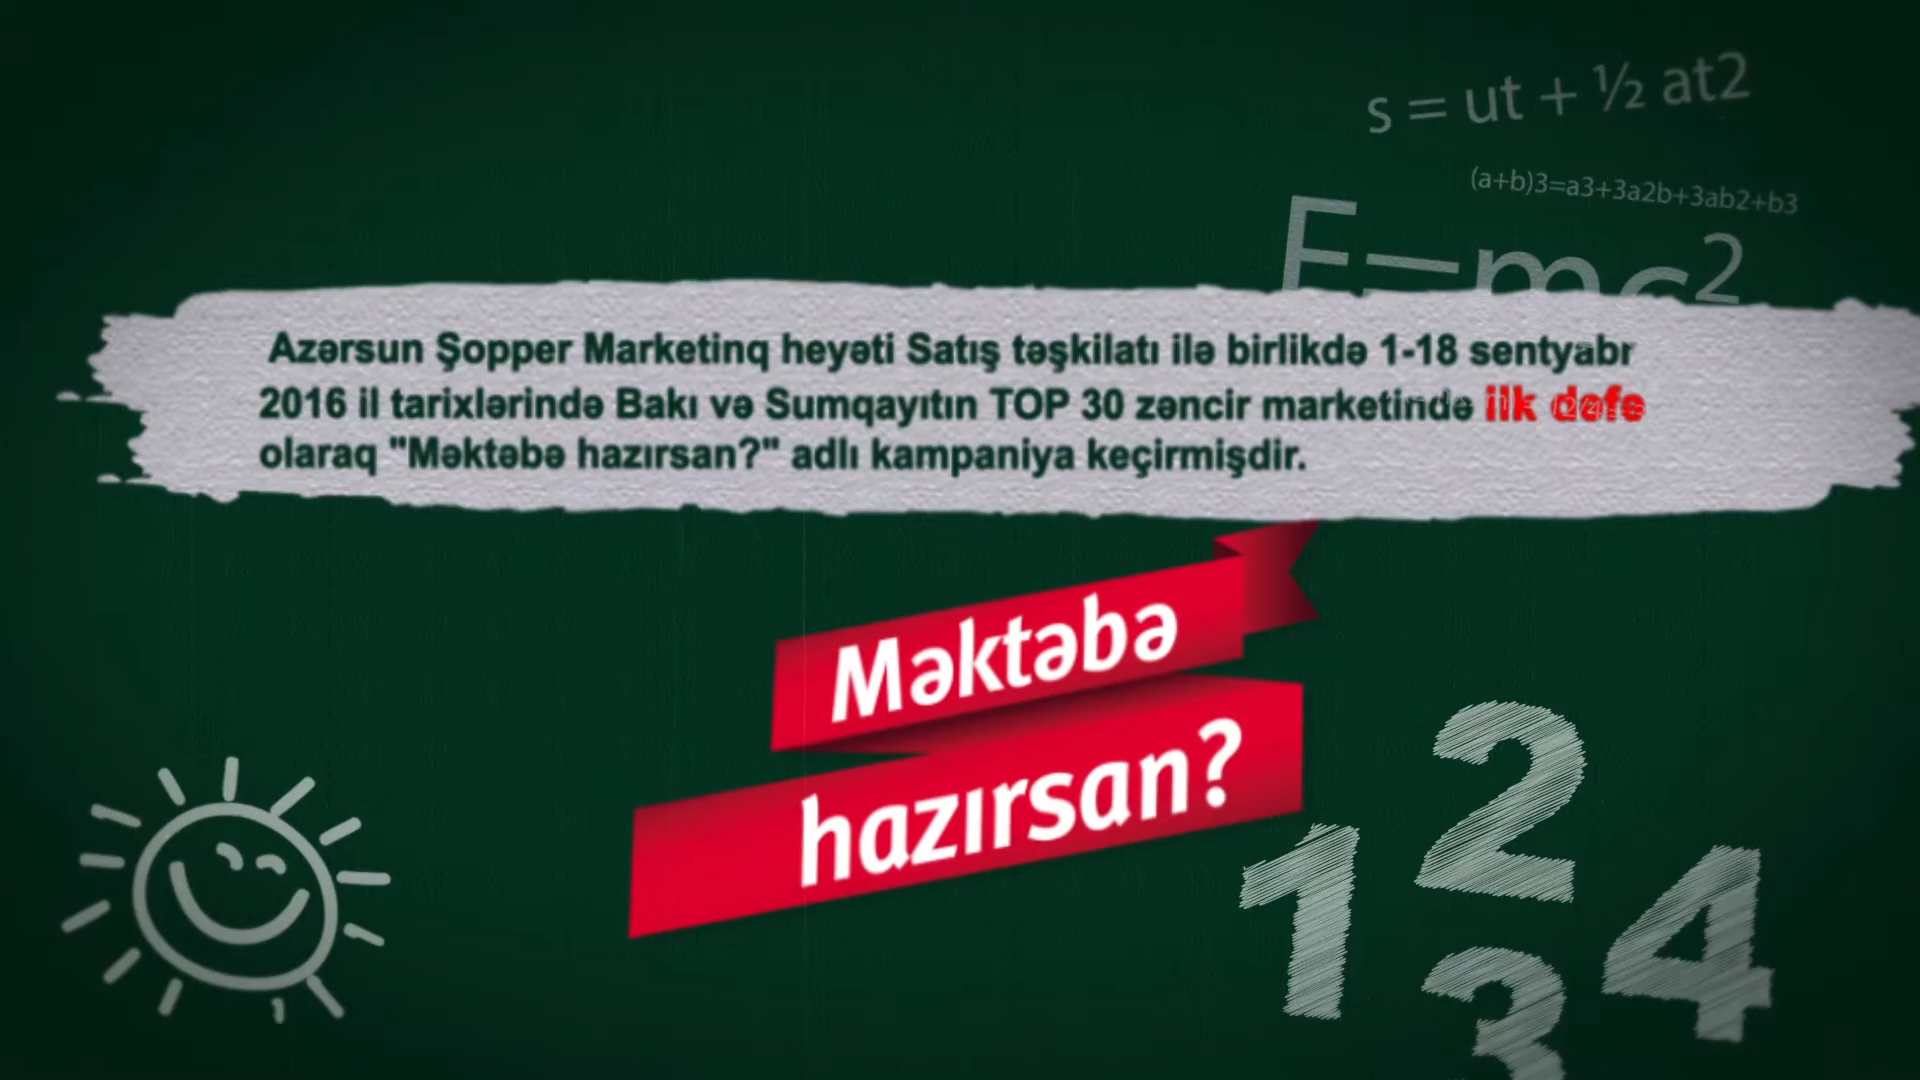 s = ut + ½ at2
(a+b)3=a3+3a2b+3ab2+b3
E=mc2
Azərsun Şopper Marketinq heyəti Satış təşkilatı ilə birlikdə 1-18 sentyabr
2016 il tarixlərində Bakı və Sumqayıtın TOP 30 zəncir marketində ilk dəfə
olaraq "Məktəbə hazırsan?" adlı kampaniya keçirmişdir.
Məktəbə
hazırsan?
2
1
4
3